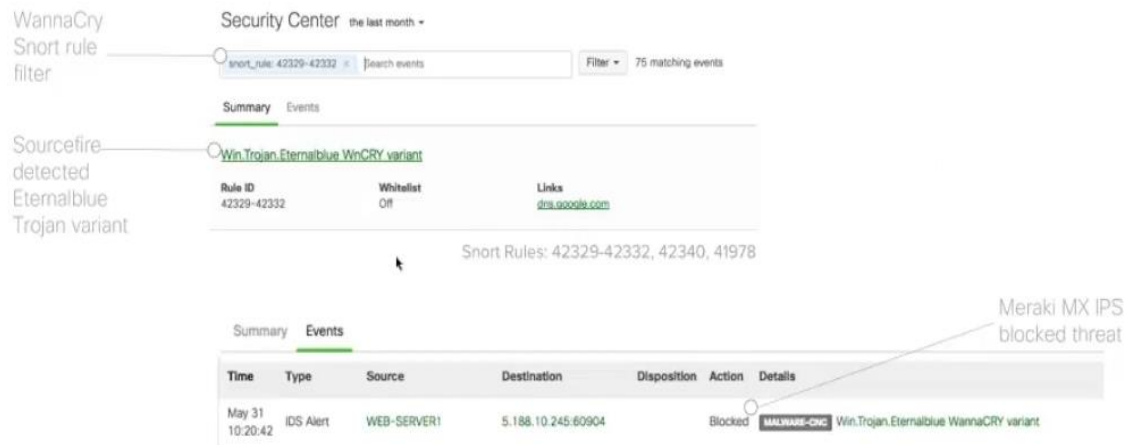 WannaCry
Snort rule
filter
Security Center the last month
snort_rule: 42329-42332 × Search events
Filter 75 matching events
Summary Events
Sourcefire
detected
Eternalblue
Trojan variant
Win.Trojan.Eternalblue WnCRY variant
Rule ID Whitelist Links
42329-42332 Off dns.google.com
Snort Rules: 42329-42332, 42340, 41978
Meraki MX IPS
blocked threat
Summary Events
Time Type Source Destination Disposition Action Details
May 31
10:20:42 IDS Alert WEB-SERVER1 5.188.10.245:60904 Blocked MALWARE-CNC Win.Trojan.Eternalblue WannaCRY variant